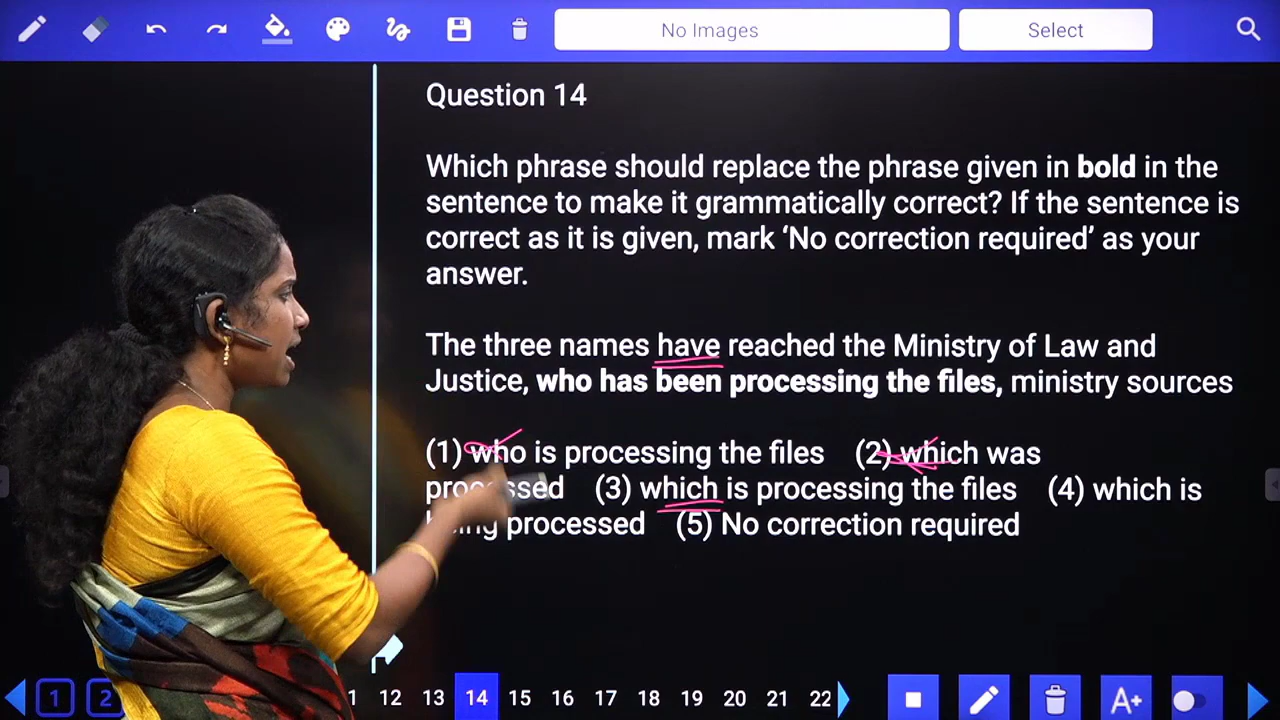 No Images
Select
Question 14
Which phrase should replace the phrase given in bold in the
sentence to make it grammatically correct? If the sentence is
correct as it is given, mark ‘No correction required’ as your
answer.
The three names have reached the Ministry of Law and
Justice, who has been processing the files, ministry sources
(1) who is processing the files (2) which was
processed (3) which is processing the files (4) which is
being processed (5) No correction required
1 2 1 12 13 14 15 16 17 18 19 20 21 22 A+